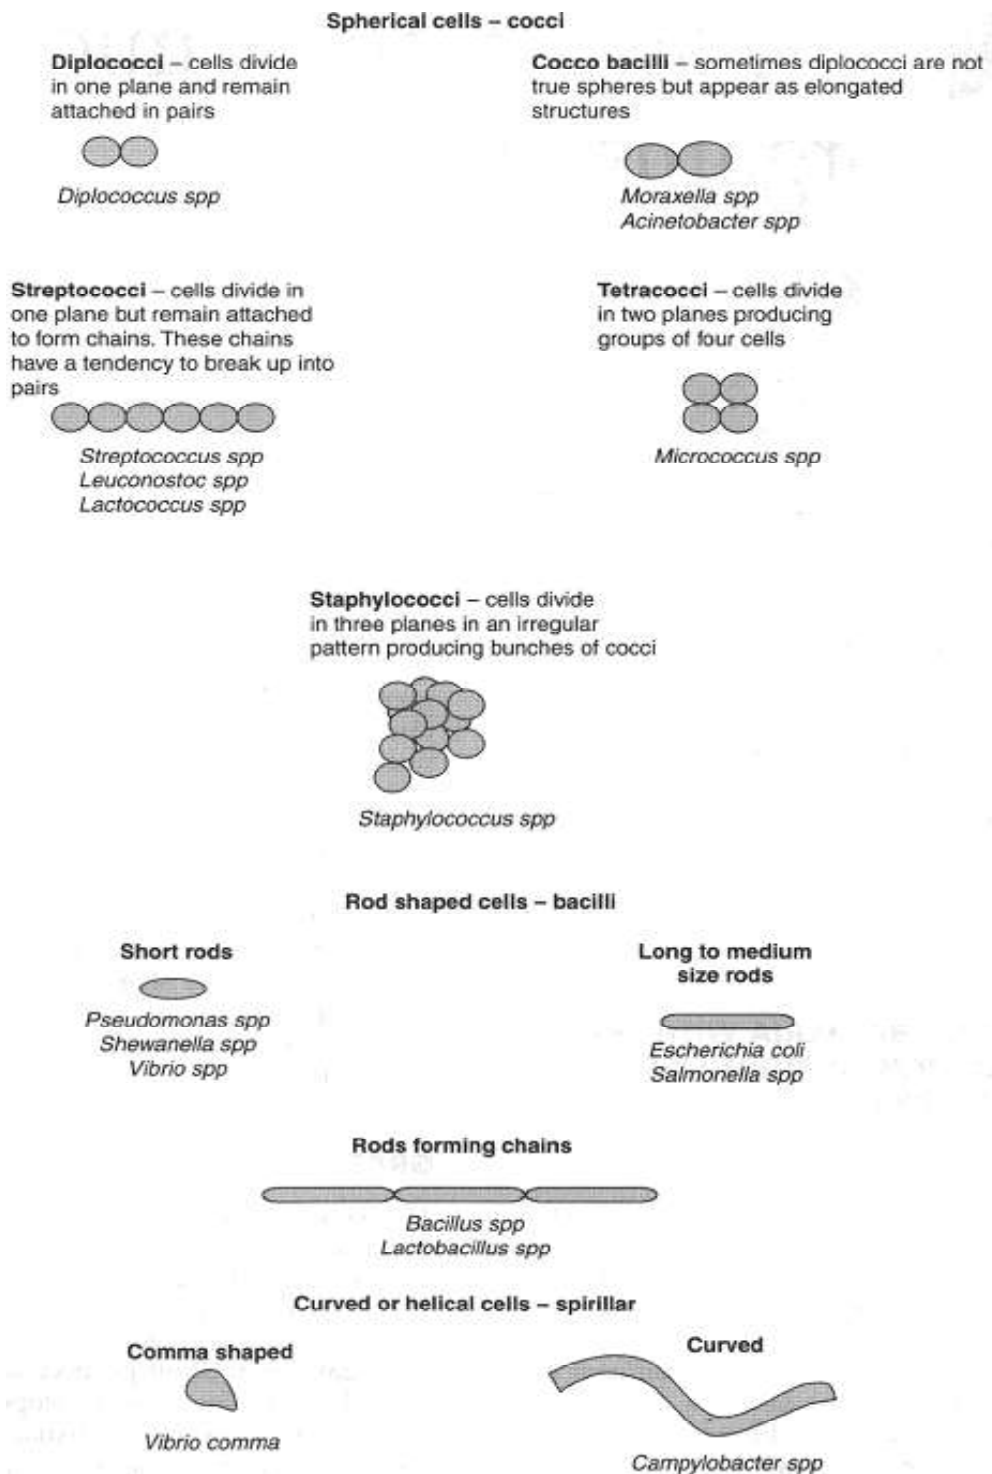 Spherical cells – cocci
Diplococci – cells divide
in one plane and remain
attached in pairs
Diplococcus spp
Cocco bacilli – sometimes diplococci are not
true spheres but appear as elongated
structures
Moraxella spp
Acinetobacter spp
Streptococci – cells divide in
one plane but remain attached
to form chains. These chains
have a tendency to break up into
pairs
Streptococcus spp
Leuconostoc spp
Lactococcus spp
Tetracocci – cells divide
in two planes producing
groups of four cells
Micrococcus spp
Staphylococci – cells divide
in three planes in an irregular
pattern producing bunches of cocci
Staphylococcus spp
Rod shaped cells – bacilli
Short rods
Pseudomonas spp
Shewanella spp
Vibrio spp
Long to medium
size rods
Escherichia coli
Salmonella spp
Rods forming chains
Bacillus spp
Lactobacillus spp
Curved or helical cells – spirillar
Comma shaped
Vibrio comma
Curved
Campylobacter spp